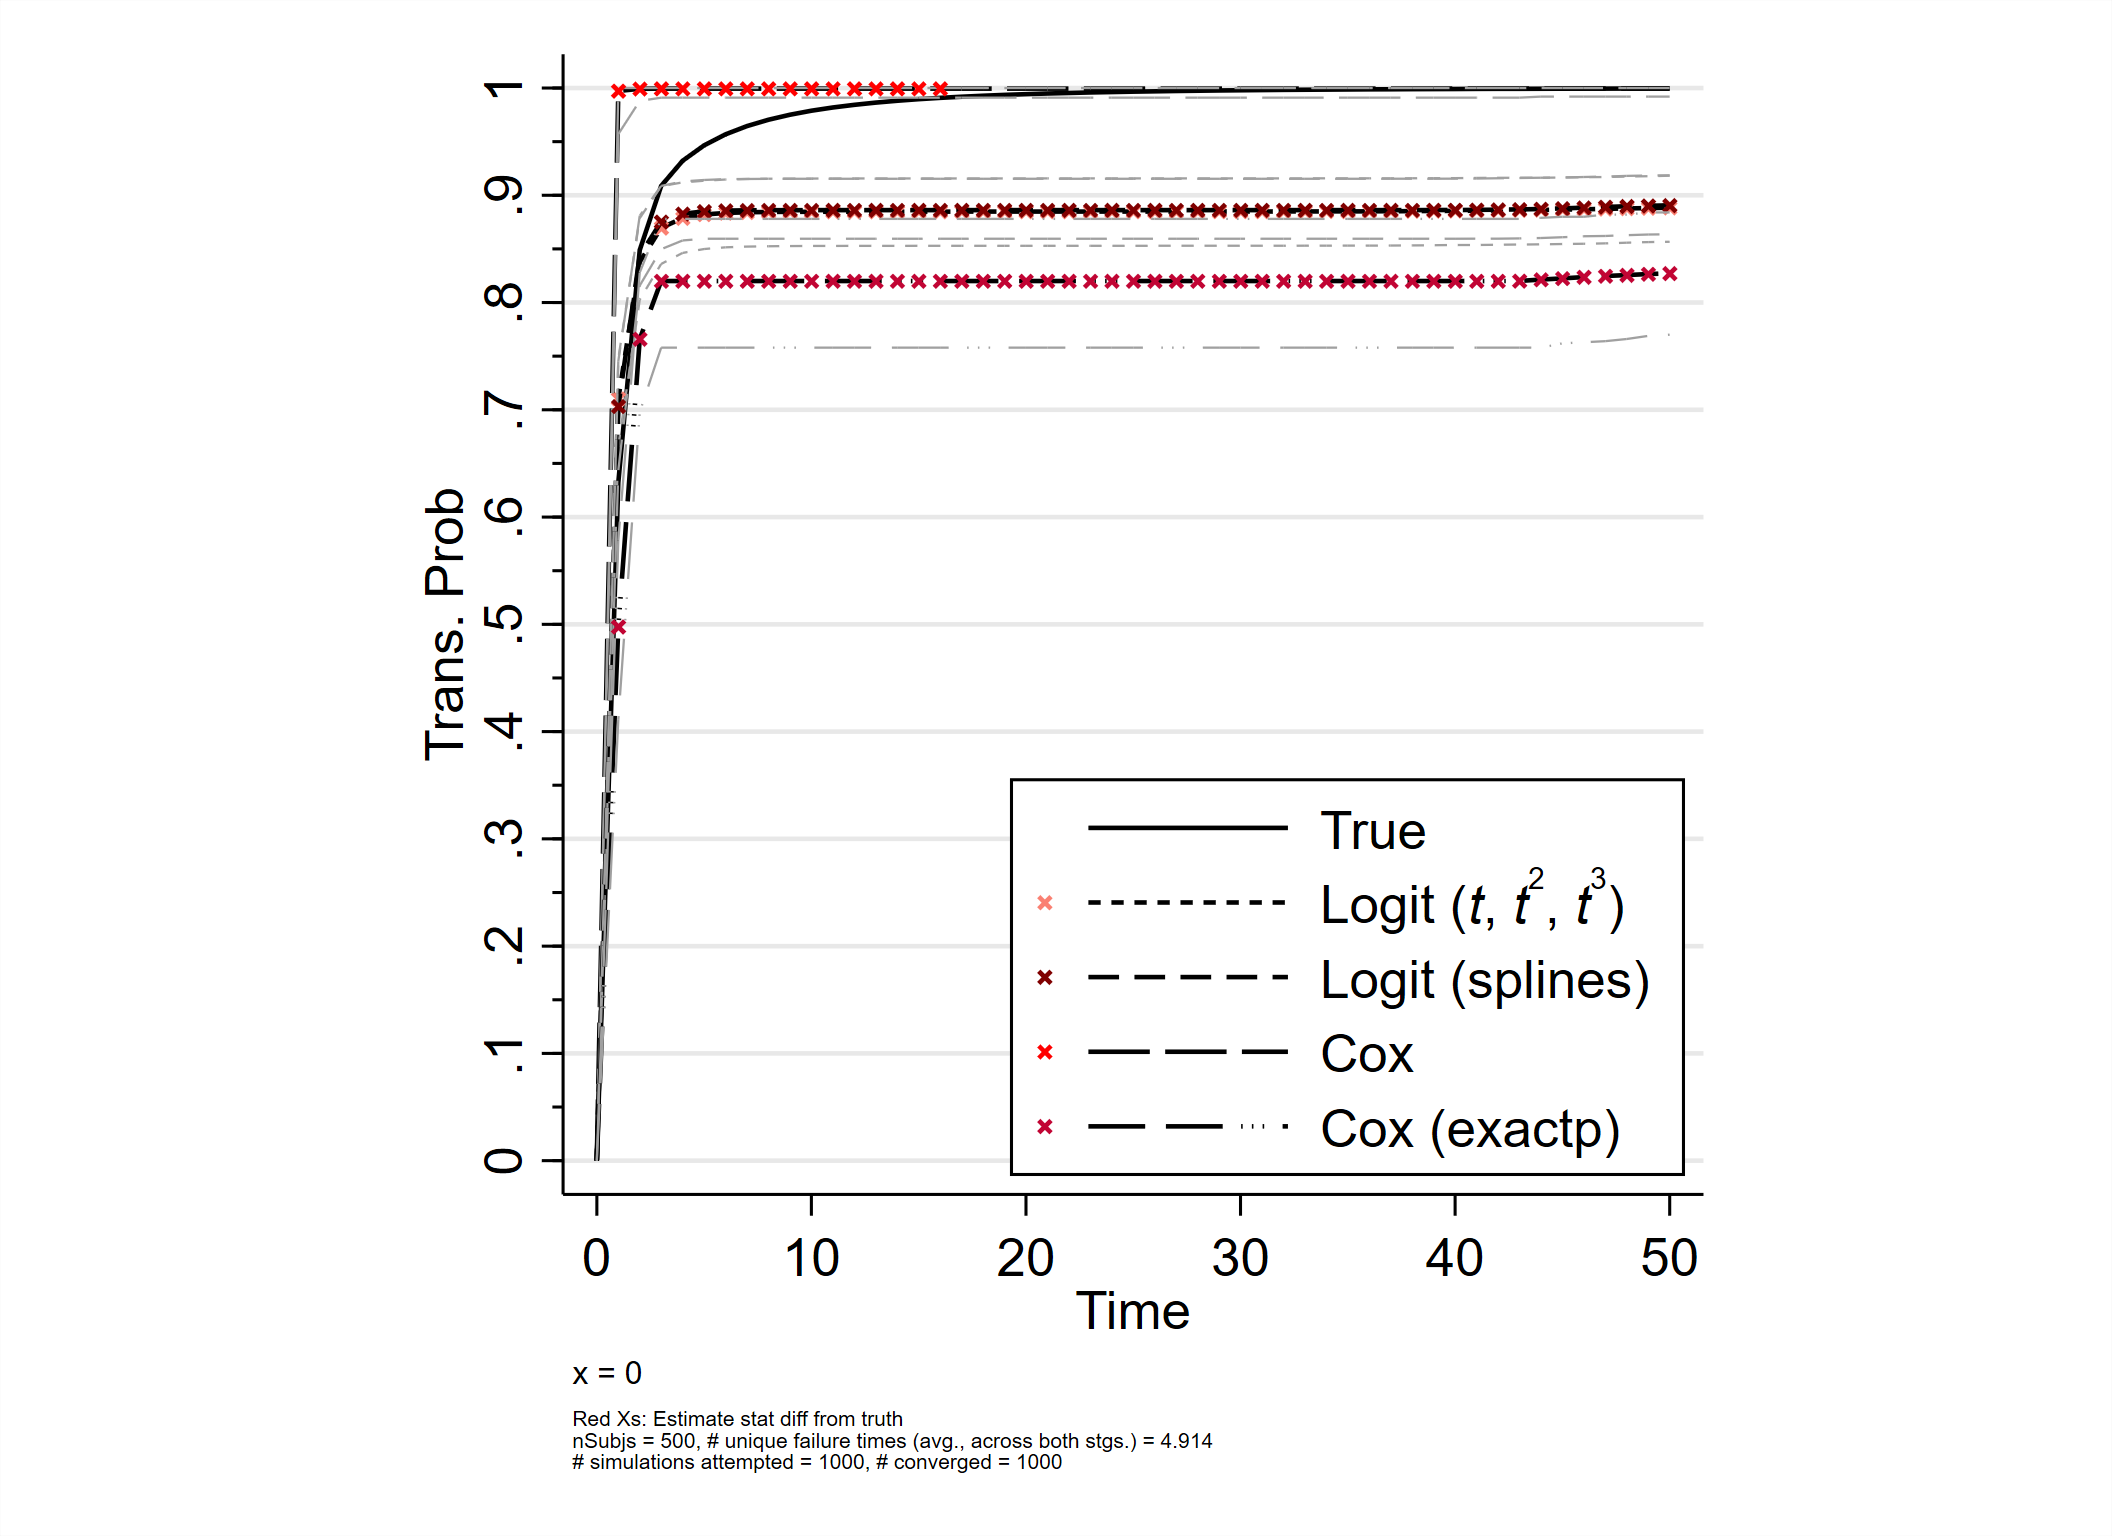 Trans. Prob
1
.9
.8
.7
.6
.5
.4
.3
.2
.1
0
True
Logit (t, t², t³)
Logit (splines)
Cox
Cox (exactp)
0 10 20 30 40 50
Time
x = 0
Red Xs: Estimate stat diff from truth
nSubjs = 500, # unique failure times (avg., across both stgs.) = 4.914
# simulations attempted = 1000, # converged = 1000